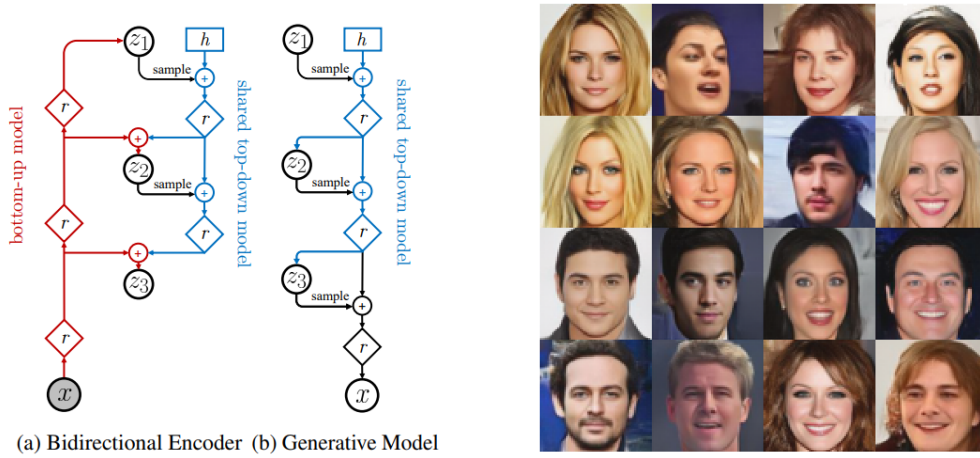 z1
h
sample
+
r
r
+
z2
sample
+
r
r
+
z3
r
x
bottom-up model
shared top-down model
z1
h
sample
+
r
z2
sample
+
r
z3
sample
+
r
x
shared top-down model
(a) Bidirectional Encoder (b) Generative Model